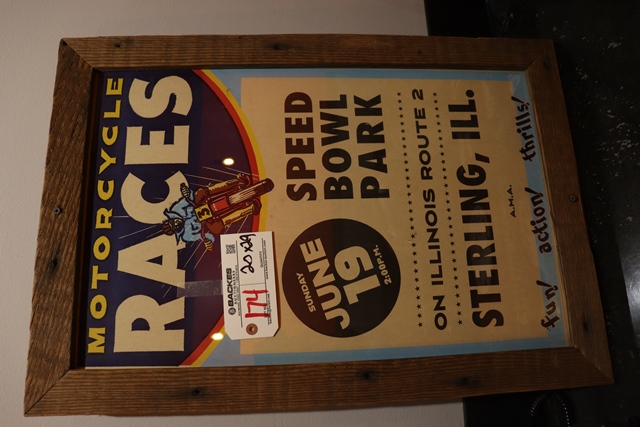 MOTORCYCLE
RACES
SPEED
BOWL
PARK
SUNDAY
JUNE
19
2:00 P.M.
ON ILLINOIS ROUTE 2
STERLING, ILL.
A.M.A.
fun! action! thrills!
BACKES
174
20x29